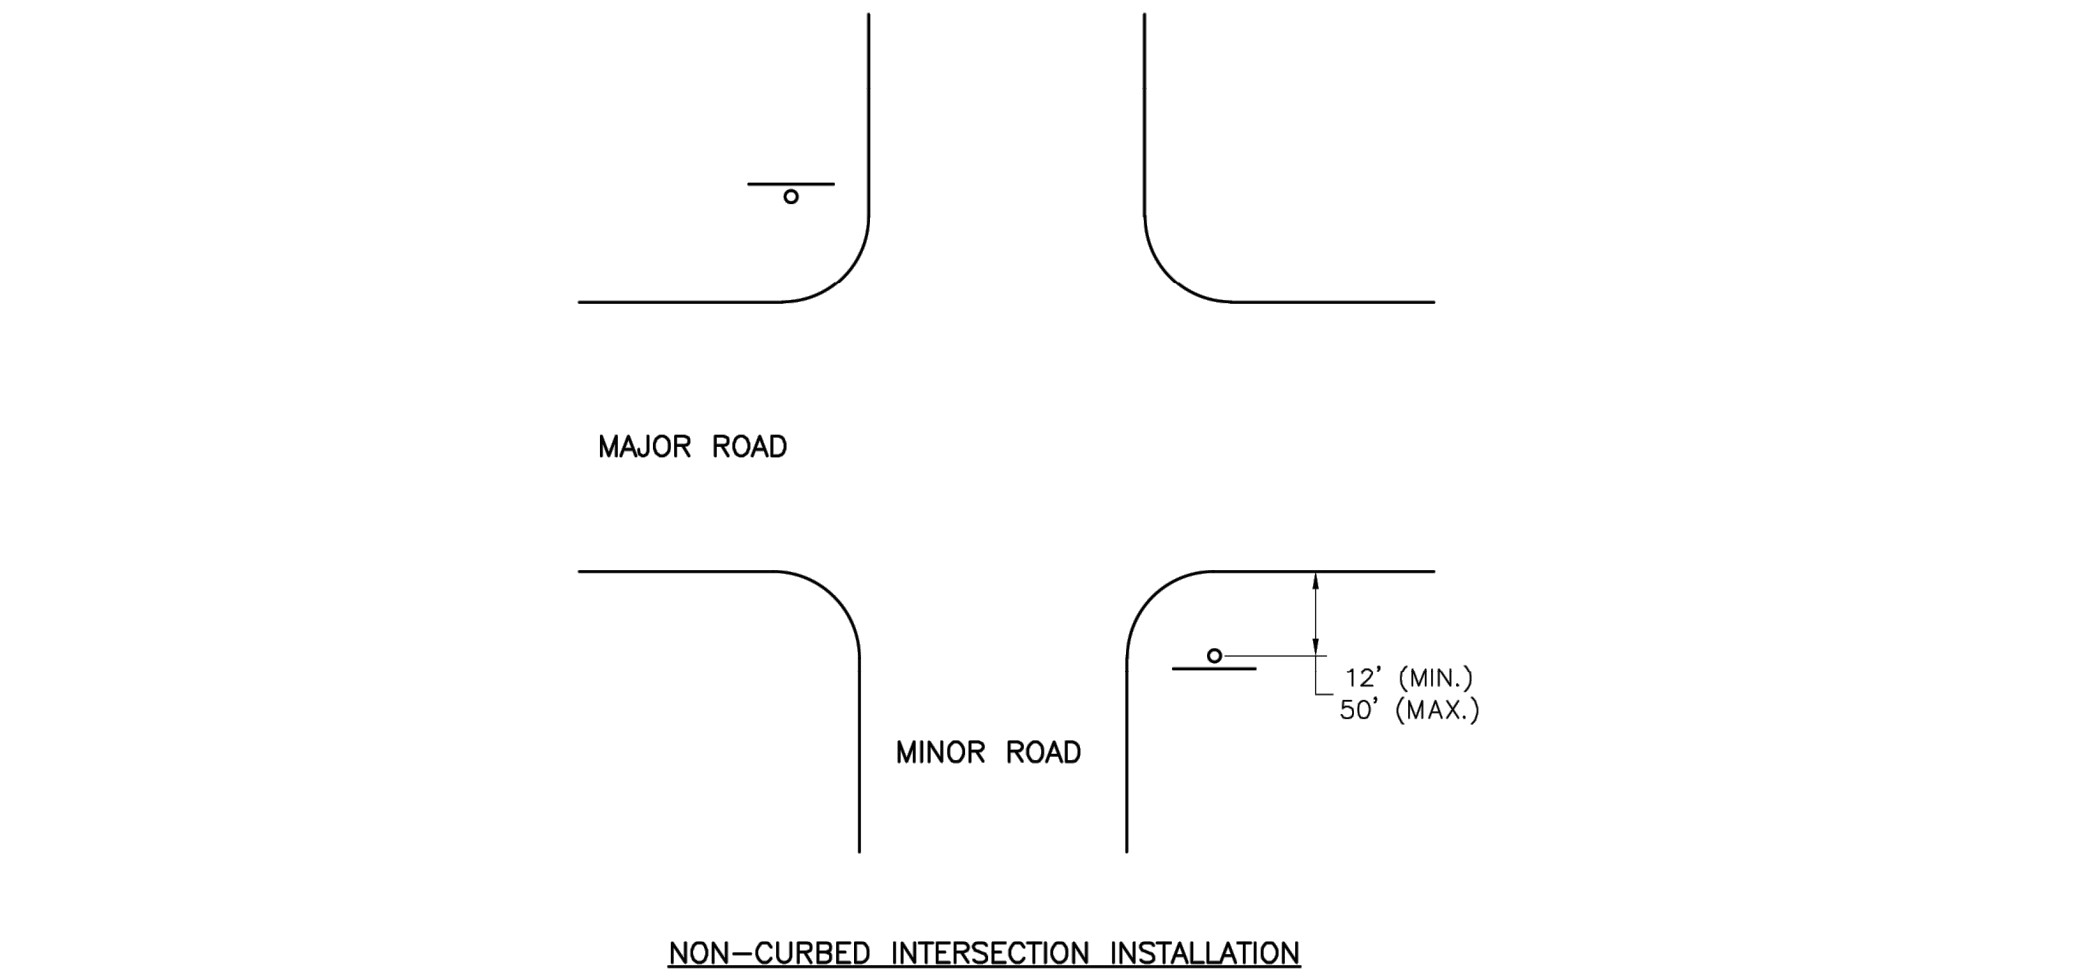 MAJOR ROAD
12' (MIN.)
50' (MAX.)
MINOR ROAD
NON-CURBED INTERSECTION INSTALLATION